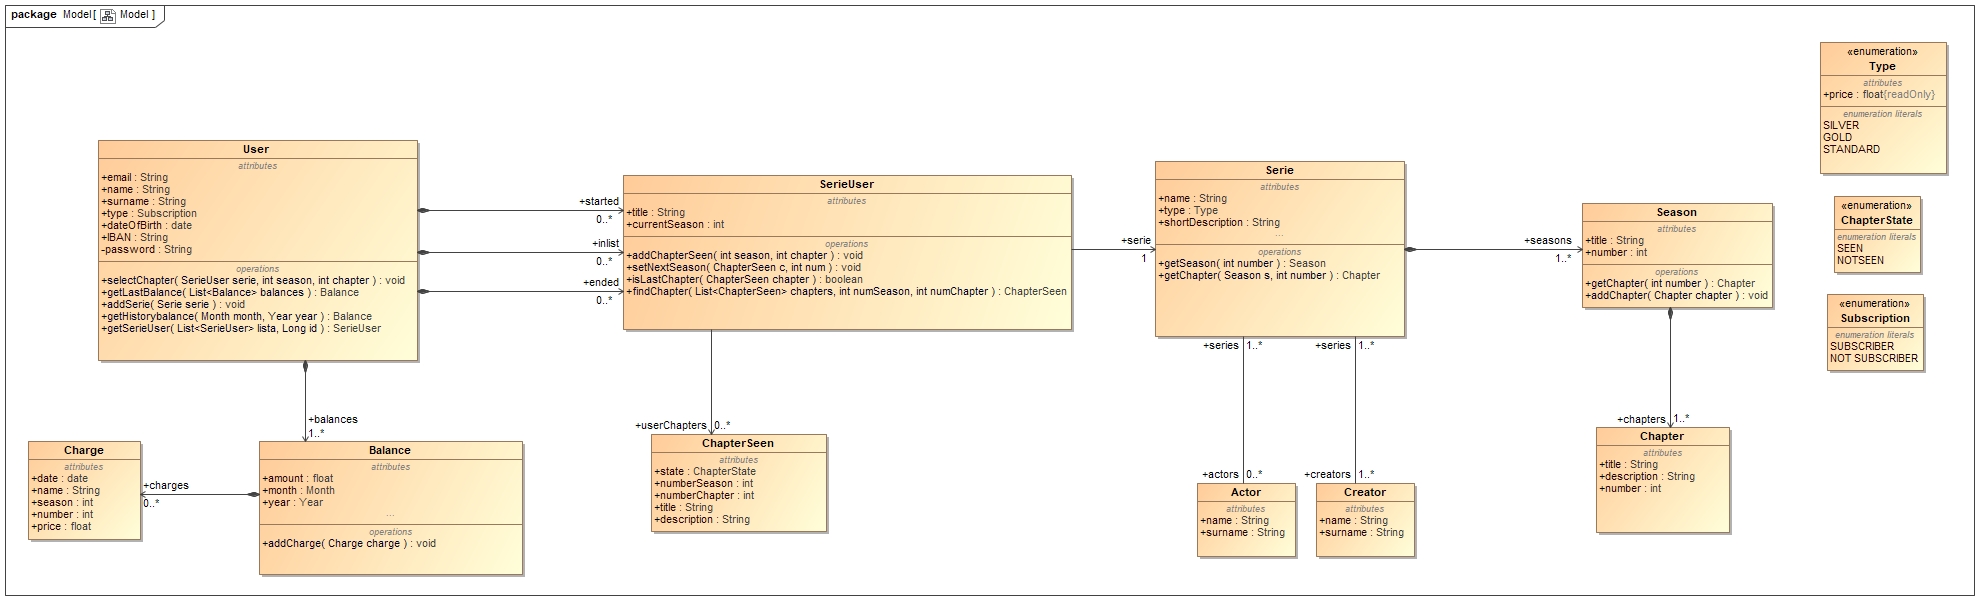 package Model[ Model ]
User
attributes
+email : String
+name : String
+surname : String
+type : Subscription
+dateOfBirth : date
+IBAN : String
-password : String
operations
+selectChapter( SerieUser serie, int season, int chapter ) : void
+getLastBalance( List<Balance> balances ) : Balance
+addSerie( Serie serie ) : void
+getHistorybalance( Month month, Year year ) : Balance
+getSerieUser( List<SerieUser> lista, Long id ) : SerieUser
+started
0..*
+inlist
0..*
+ended
0..*
SerieUser
attributes
+title : String
+currentSeason : int
operations
+addChapterSeen( int season, int chapter ) : void
+setNextSeason( ChapterSeen c, int num ) : void
+isLastChapter( ChapterSeen chapter ) : boolean
+findChapter( List<ChapterSeen> chapters, int numSeason, int numChapter ) : ChapterSeen
+serie
1
Serie
attributes
+name : String
+type : Type
+shortDescription : String
...
operations
+getSeason( int number ) : Season
+getChapter( Season s, int number ) : Chapter
+seasons
1..*
Season
attributes
+title : String
+number : int
operations
+getChapter( int number ) : Chapter
+addChapter( Chapter chapter ) : void
«enumeration»
Type
attributes
+price : float{readOnly}
enumeration literals
SILVER
GOLD
STANDARD
«enumeration»
ChapterState
enumeration literals
SEEN
NOTSEEN
«enumeration»
Subscription
enumeration literals
SUBSCRIBER
NOT SUBSCRIBER
+balances
1..*
Charge
attributes
+date : date
+name : String
+season : int
+number : int
+price : float
+charges
0..*
Balance
attributes
+amount : float
+month : Month
+year : Year
...
operations
+addCharge( Charge charge ) : void
+userChapters 0..*
ChapterSeen
attributes
+state : ChapterState
+numberSeason : int
+numberChapter : int
+title : String
+description : String
+series 1..*
+series 1..*
+actors 0..*
+creators 1..*
Actor
attributes
+name : String
+surname : String
Creator
attributes
+name : String
+surname : String
+chapters 1..*
Chapter
attributes
+title : String
+description : String
+number : int